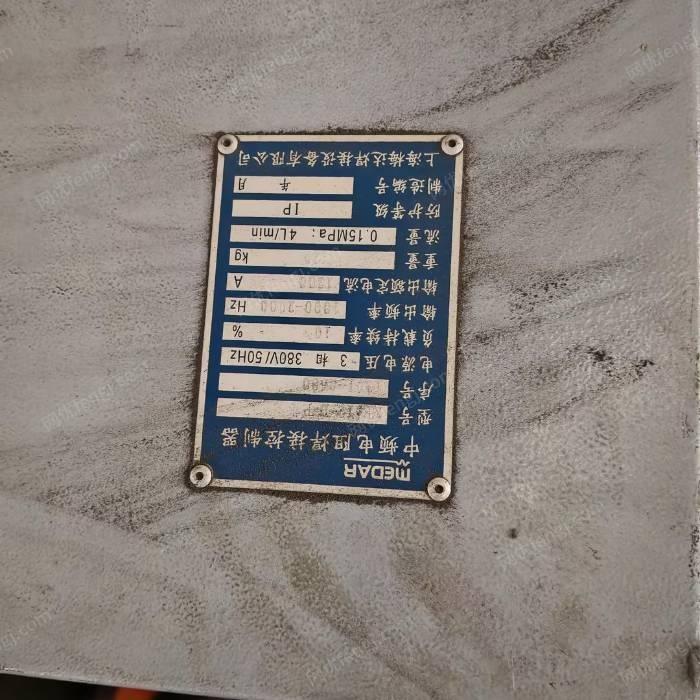 MEDAR
中频电阻焊接控制器
型号
序号
电源电压 3 相 380V/50Hz
负载持续率 %
输出频率 Hz
输出额定电流 A
重量 kg
流量 0.15MPa; 4L/min
防护等级 IP
制造编号 年 月
上海梅达焊接设备有限公司